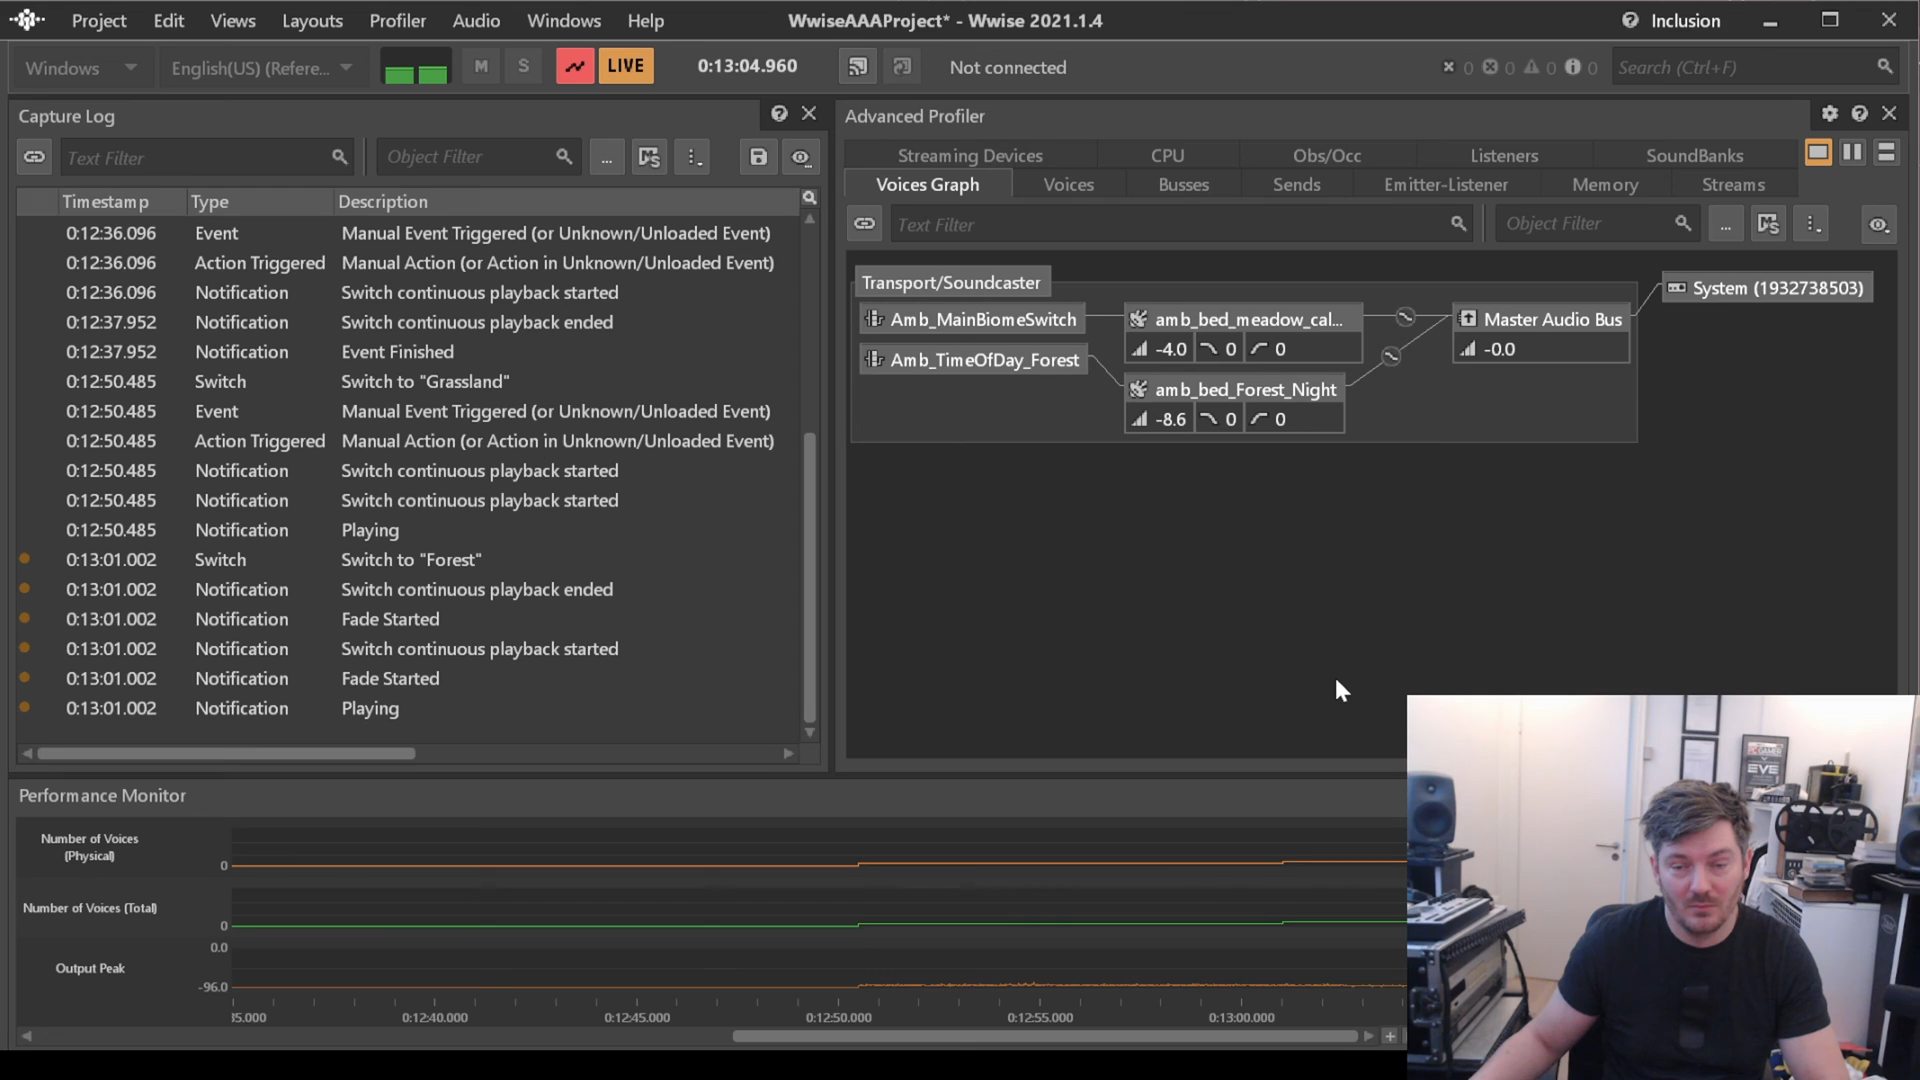 Project Edit Views Layouts Profiler Audio Windows Help WwiseAAAProject* - Wwise 2021.1.4 Inclusion
Windows English(US) (Refere... M S LIVE 0:13:04.960 Not connected 0 0 0 0 Search (Ctrl+F)
Capture Log
Text Filter Object Filter ...
Timestamp Type Description
0:12:36.096 Event Manual Event Triggered (or Unknown/Unloaded Event)
0:12:36.096 Action Triggered Manual Action (or Action in Unknown/Unloaded Event)
0:12:36.096 Notification Switch continuous playback started
0:12:37.952 Notification Switch continuous playback ended
0:12:37.952 Notification Event Finished
0:12:50.485 Switch Switch to "Grassland"
0:12:50.485 Event Manual Event Triggered (or Unknown/Unloaded Event)
0:12:50.485 Action Triggered Manual Action (or Action in Unknown/Unloaded Event)
0:12:50.485 Notification Switch continuous playback started
0:12:50.485 Notification Switch continuous playback started
0:12:50.485 Notification Playing
0:13:01.002 Switch Switch to "Forest"
0:13:01.002 Notification Switch continuous playback ended
0:13:01.002 Notification Fade Started
0:13:01.002 Notification Switch continuous playback started
0:13:01.002 Notification Fade Started
0:13:01.002 Notification Playing
Advanced Profiler
Streaming Devices CPU Obs/Occ Listeners SoundBanks
Voices Graph Voices Busses Sends Emitter-Listener Memory Streams
Text Filter Object Filter ...
Transport/Soundcaster System (1932738503)
Amb_MainBiomeSwitch amb_bed_meadow_cal... Master Audio Bus
-4.0 0 0 -0.0
Amb_TimeOfDay_Forest
amb_bed_Forest_Night
-8.6 0 0
Performance Monitor
Number of Voices
(Physical)
0
Number of Voices (Total)
0
0.0
Output Peak
-96.0
35.000 0:12:40.000 0:12:45.000 0:12:50.000 0:12:55.000 0:13:00.000
EVE